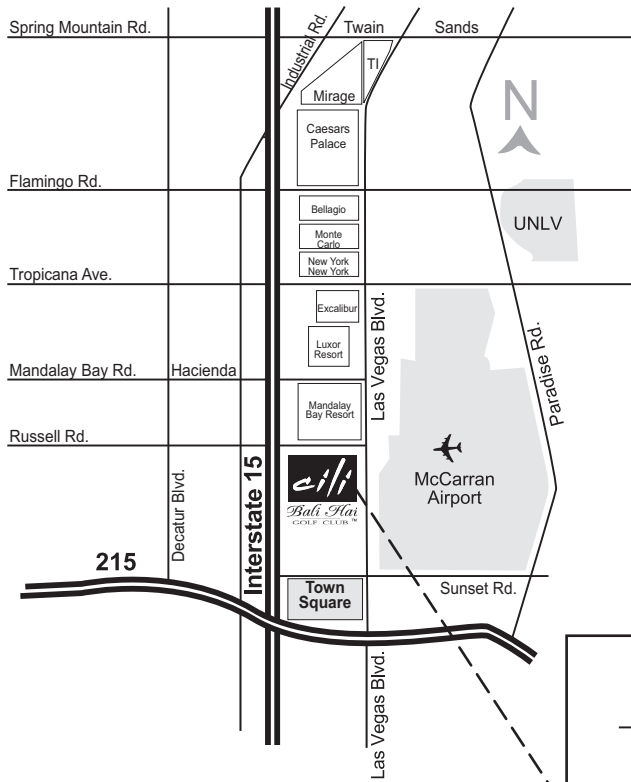 Spring Mountain Rd.
Industrial Rd.
Twain
Sands
TI
Mirage
N
Caesars
Palace
Flamingo Rd.
Bellagio
UNLV
Monte
Carlo
New York
New York
Tropicana Ave.
Excalibur
Las Vegas Blvd.
Luxor
Resort
Paradise Rd.
Mandalay Bay Rd.
Hacienda
Mandalay
Bay Resort
Russell Rd.
Decatur Blvd.
Interstate 15
cili
Bali Hai
GOLF CLUB™
McCarran
Airport
215
Town
Square
Sunset Rd.
Las Vegas Blvd.